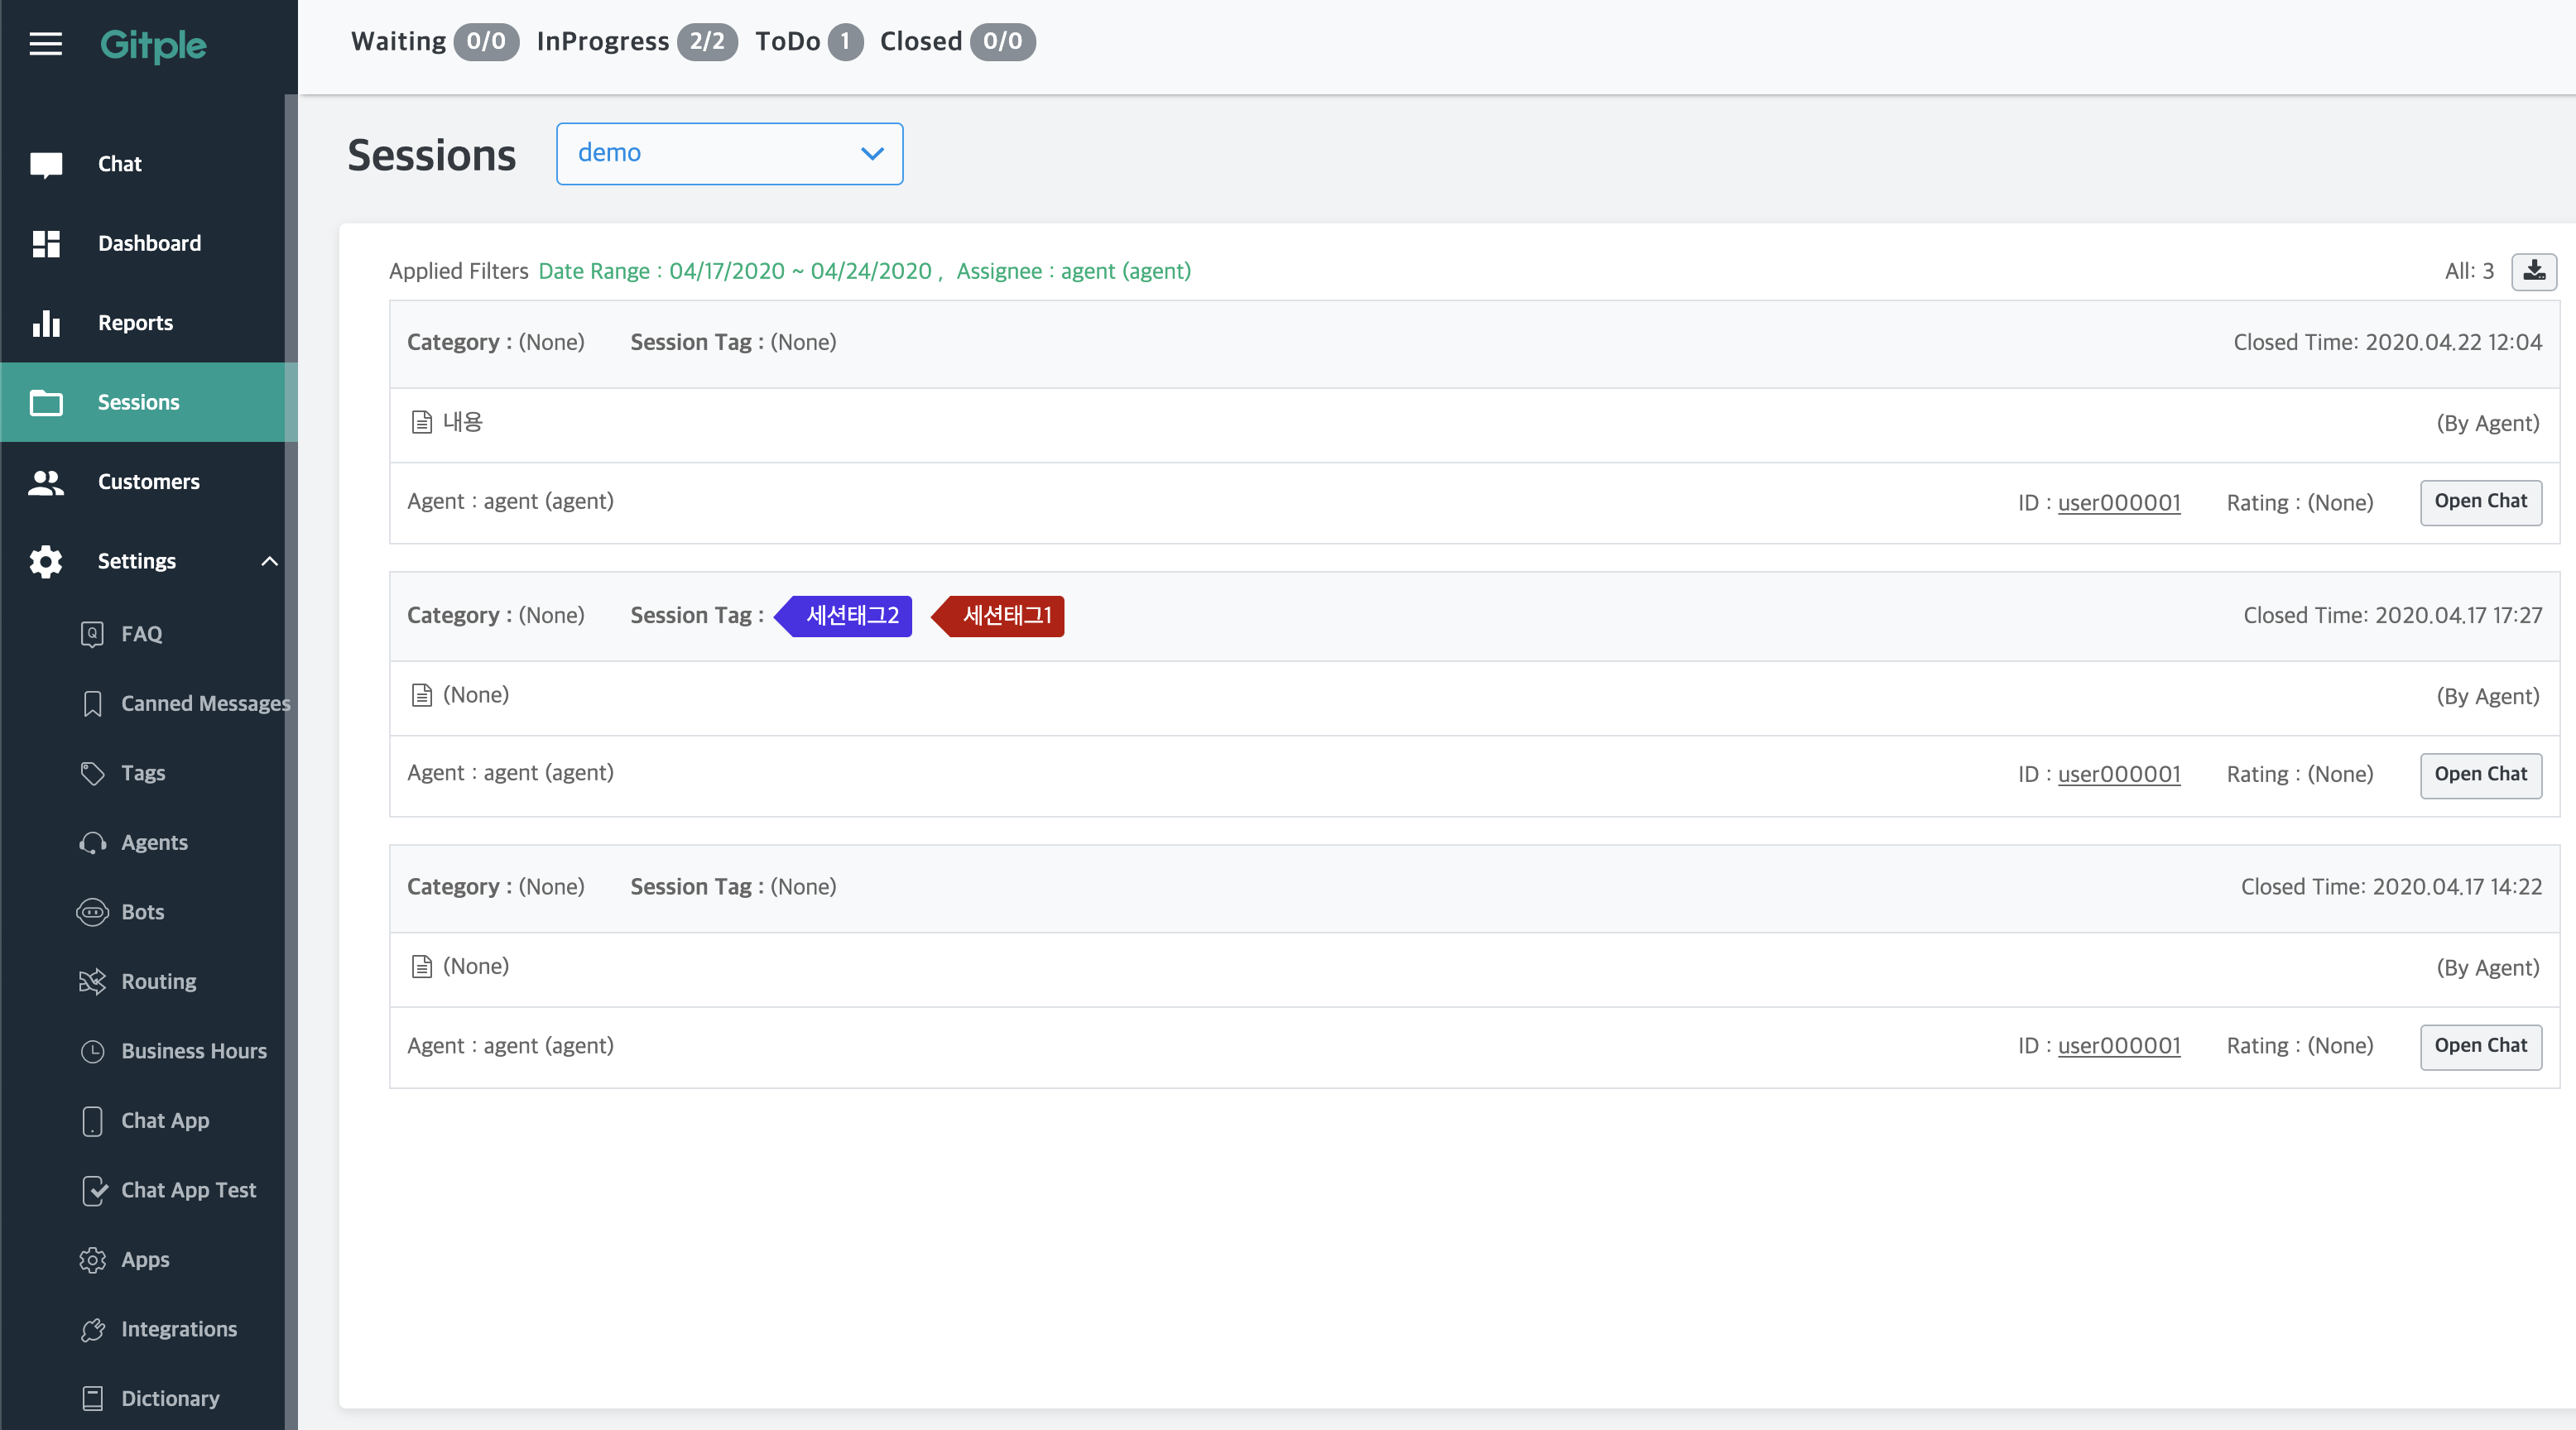 Gitple
Waiting 0/0 InProgress 2/2 ToDo 1 Closed 0/0
Chat
Dashboard
Reports
Sessions
Customers
Settings
FAQ
Canned Messages
Tags
Agents
Bots
Routing
Business Hours
Chat App
Chat App Test
Apps
Integrations
Dictionary
Sessions demo
Applied Filters Date Range : 04/17/2020 ~ 04/24/2020 , Assignee : agent (agent) All: 3
Category : (None) Session Tag : (None) Closed Time: 2020.04.22 12:04
내용 (By Agent)
Agent : agent (agent) ID : user000001 Rating : (None) Open Chat
Category : (None) Session Tag : 세션태그2 세션태그1 Closed Time: 2020.04.17 17:27
(None) (By Agent)
Agent : agent (agent) ID : user000001 Rating : (None) Open Chat
Category : (None) Session Tag : (None) Closed Time: 2020.04.17 14:22
(None) (By Agent)
Agent : agent (agent) ID : user000001 Rating : (None) Open Chat